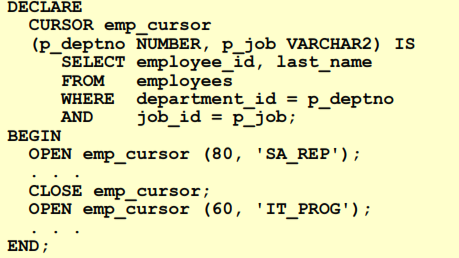 DECLARE
CURSOR emp_cursor
(p_deptno NUMBER, p_job VARCHAR2) IS
SELECT employee_id, last_name
FROM employees
WHERE department_id = p_deptno
AND job_id = p_job;
BEGIN
OPEN emp_cursor (80, 'SA_REP');
. . .
CLOSE emp_cursor;
OPEN emp_cursor (60, 'IT_PROG');
. . .
END;